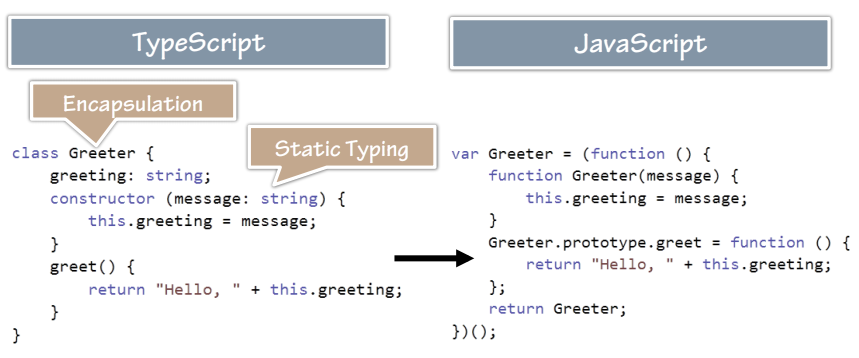 TypeScript
Encapsulation
Static Typing
class Greeter {
    greeting: string;
    constructor (message: string) {
        this.greeting = message;
    }
    greet() {
        return "Hello, " + this.greeting;
    }
}
JavaScript
var Greeter = (function () {
    function Greeter(message) {
        this.greeting = message;
    }
    Greeter.prototype.greet = function () {
        return "Hello, " + this.greeting;
    };
    return Greeter;
})();